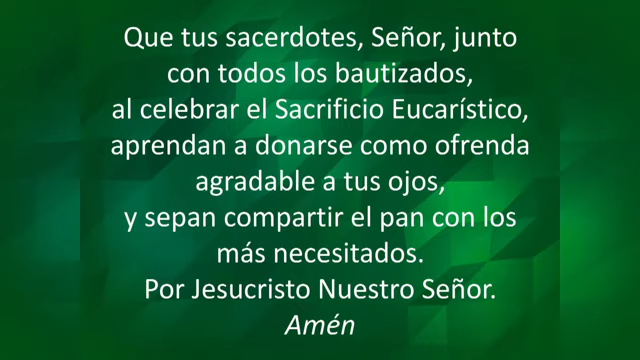 Que tus sacerdotes, Señor, junto
con todos los bautizados,
al celebrar el Sacrificio Eucarístico,
aprendan a donarse como ofrenda
agradable a tus ojos,
y sepan compartir el pan con los
más necesitados.
Por Jesucristo Nuestro Señor.
Amén